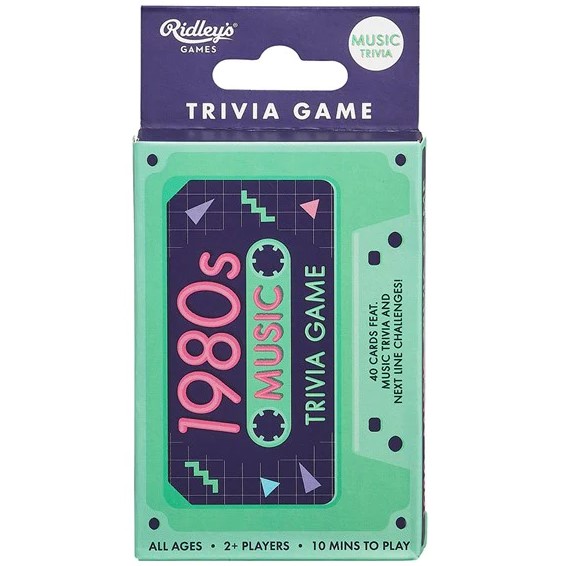 Ridley's®
GAMES
MUSIC
TRIVIA
TRIVIA GAME
1980s
MUSIC
TRIVIA GAME
40 CARDS FEAT.
MUSIC TRIVIA AND
NEXT LINE CHALLENGES!
ALL AGES • 2+ PLAYERS • 10 MINS TO PLAY